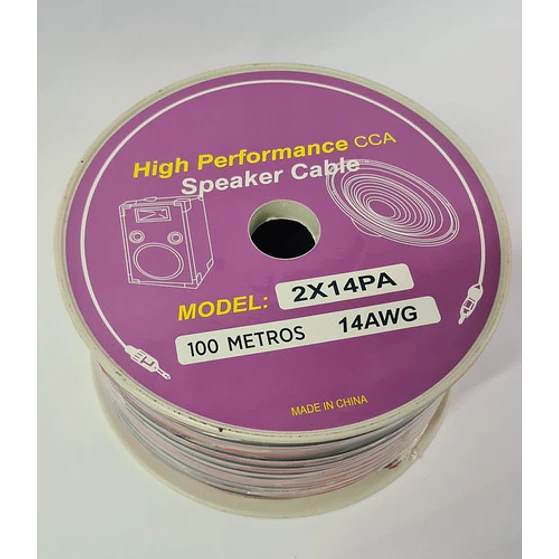 High Performance CCA
Speaker Cable
MODEL: 2X14PA
100 METROS 14AWG
MADE IN CHINA